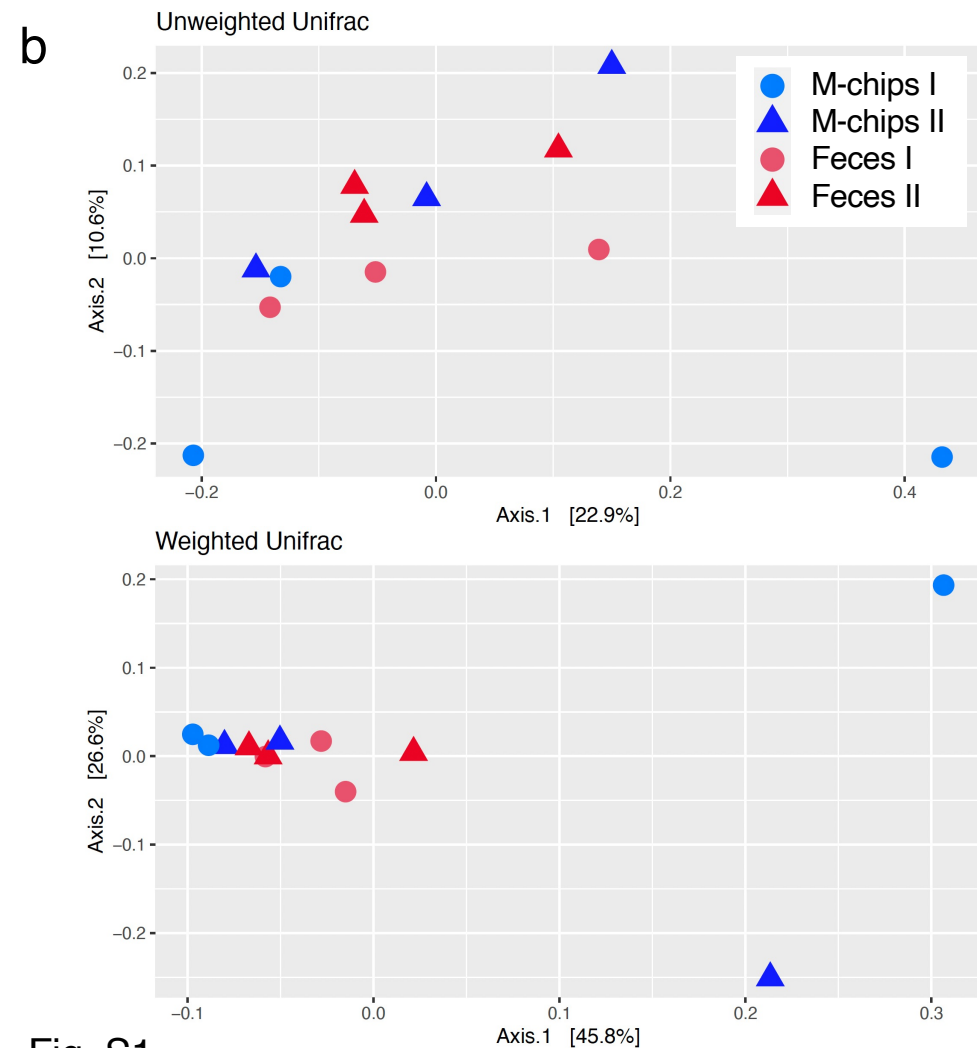 b
Unweighted Unifrac
M-chips I
M-chips II
Feces I
Feces II
Axis.2 [10.6%]
0.2
0.1
0.0
−0.1
−0.2
−0.2 0.0 0.2 0.4
Axis.1 [22.9%]
Weighted Unifrac
Axis.2 [26.6%]
0.2
0.1
0.0
−0.1
−0.2
−0.1 0.0 0.1 0.2 0.3
Axis.1 [45.8%]
Fig. S1